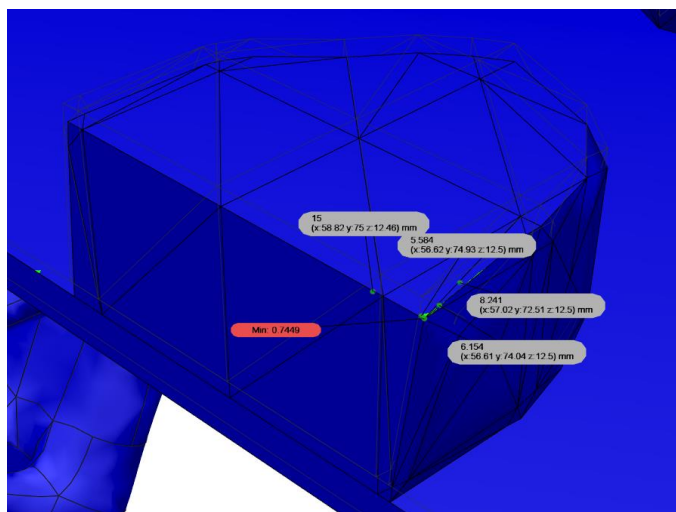 15
(x:58.82 y:75 z:12.46) mm
5.584
(x:56.62 y:74.93 z:12.5) mm
8.241
(x:57.02 y:72.51 z:12.5) mm
Min: 0.7449
6.154
(x:56.61 y:74.04 z:12.5) mm